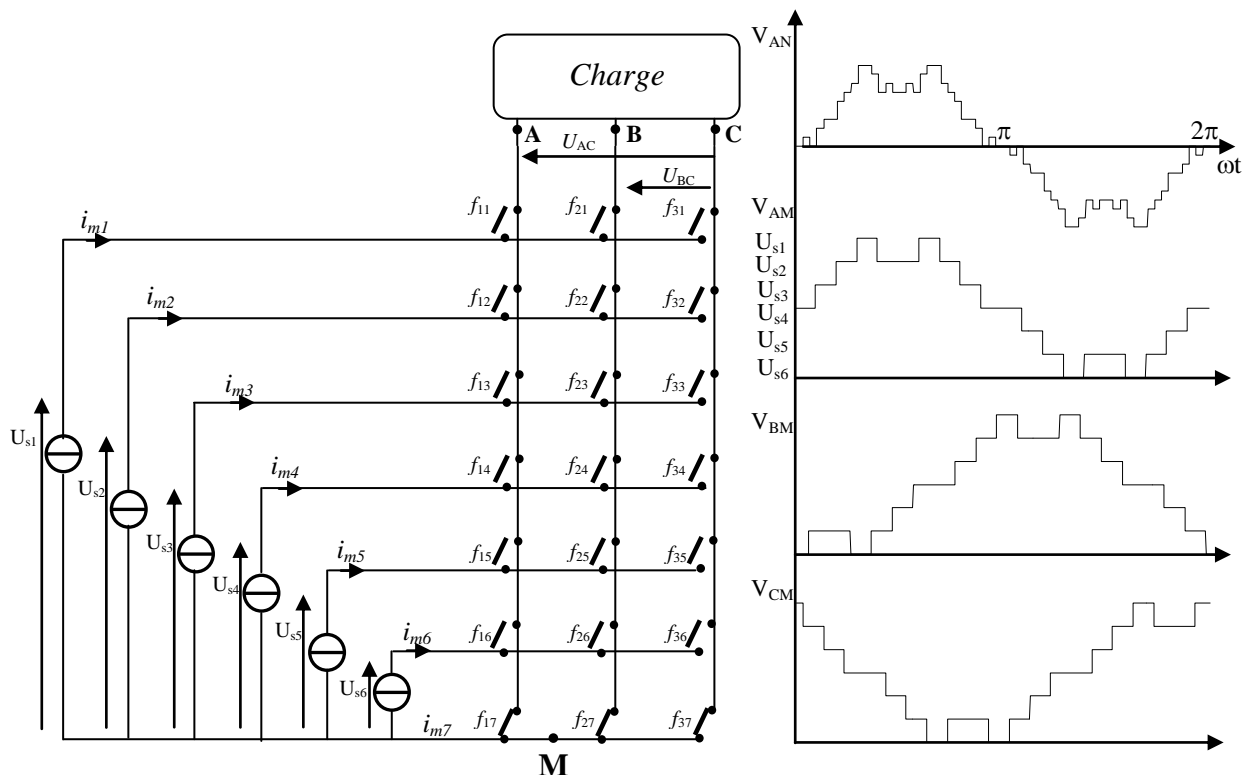 Charge
A B C
U_AC
U_BC
i_m1 f_11 f_21 f_31
i_m2 f_12 f_22 f_32
i_m3 f_13 f_23 f_33
i_m4 f_14 f_24 f_34
i_m5 f_15 f_25 f_35
i_m6 f_16 f_26 f_36
i_m7 f_17 f_27 f_37
U_s1
U_s2
U_s3
U_s4
U_s5
U_s6
M
V_AN
π 2π
ωt
V_AM
U_s1
U_s2
U_s3
U_s4
U_s5
U_s6
V_BM
V_CM